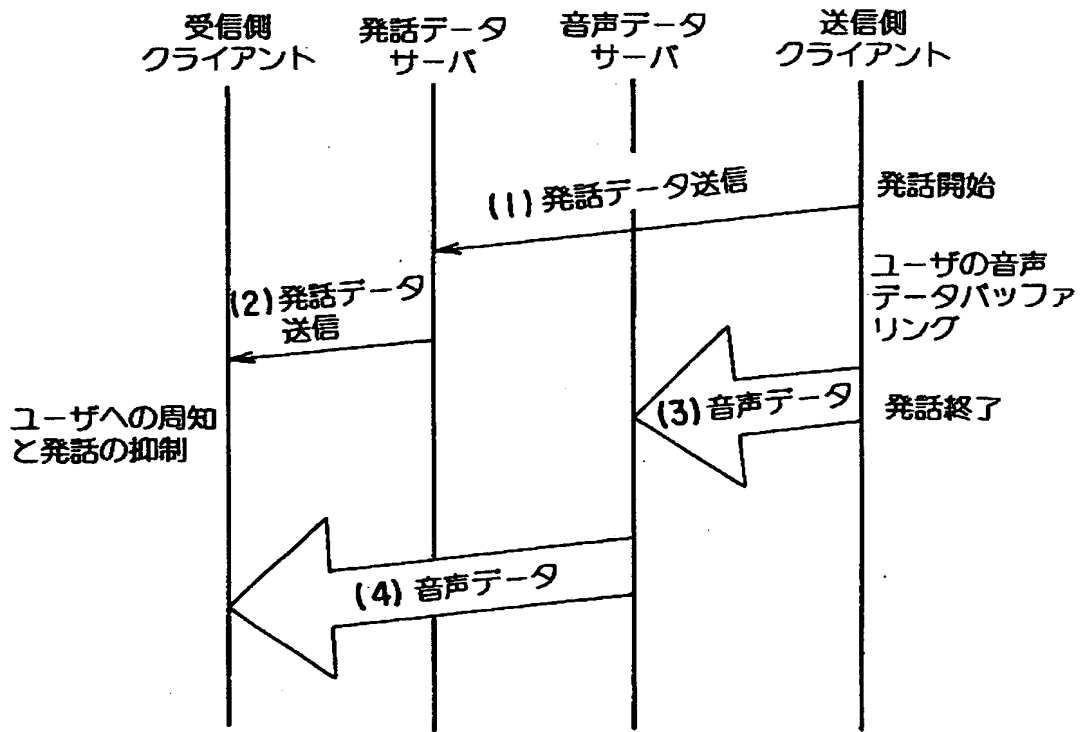 受信側
クライアント
発話データ
サーバ
音声データ
サーバ
送信側
クライアント
(1)発話データ送信
発話開始
ユーザの音声
データバッファ
リング
(2)発話データ
送信
(3)音声データ
発話終了
ユーザへの周知
と発話の抑制
(4)音声データ